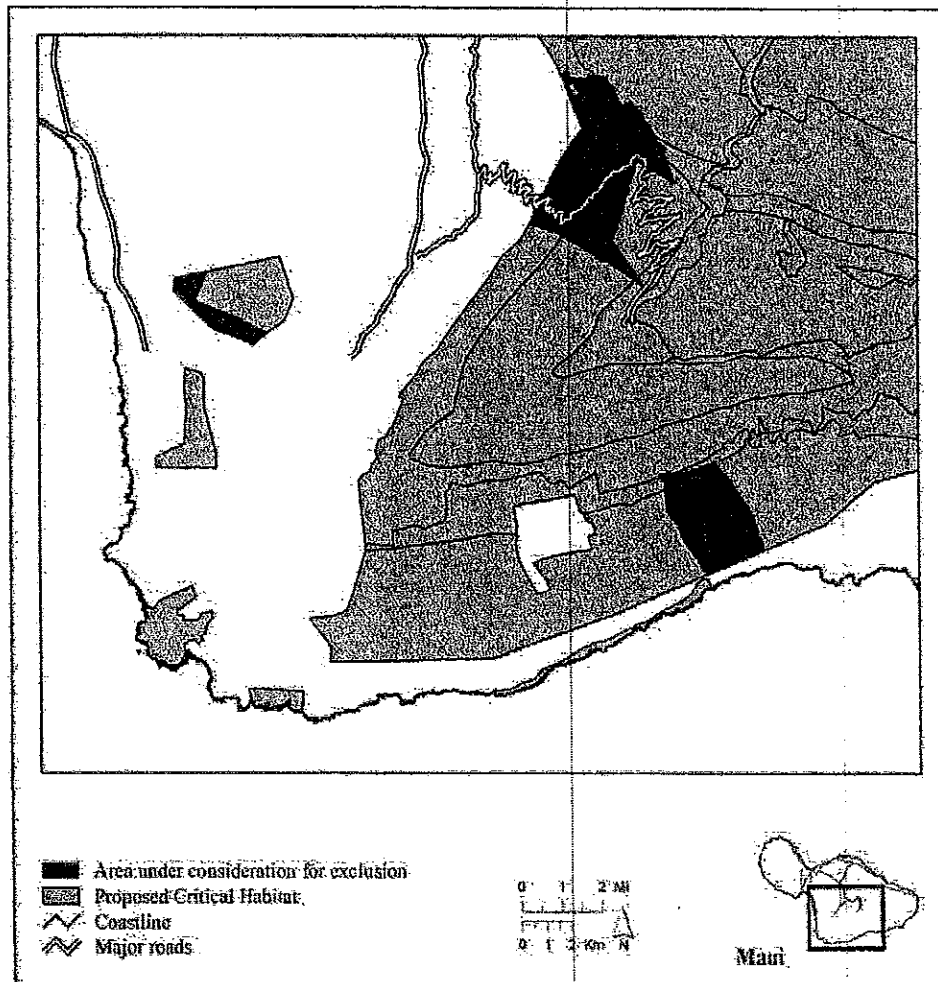 Area under consideration for exclusion
Proposed Critical Habitat
Coastline
Major roads
0 1 2 Mi
0 1 2 Km N
Maui